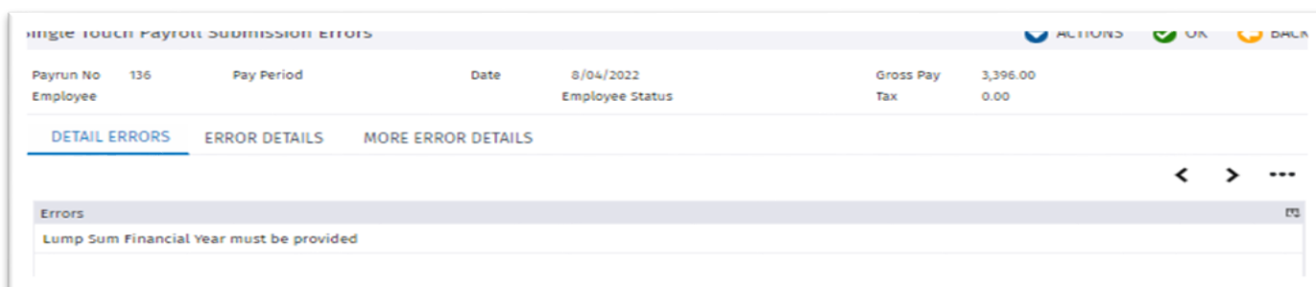 Single Touch Payroll Submission Errors ACTIONS OK BACK
Payrun No 136 Pay Period Date 8/04/2022 Gross Pay 3,396.00
Employee Employee Status Tax 0.00
DETAIL ERRORS ERROR DETAILS MORE ERROR DETAILS
Errors
Lump Sum Financial Year must be provided